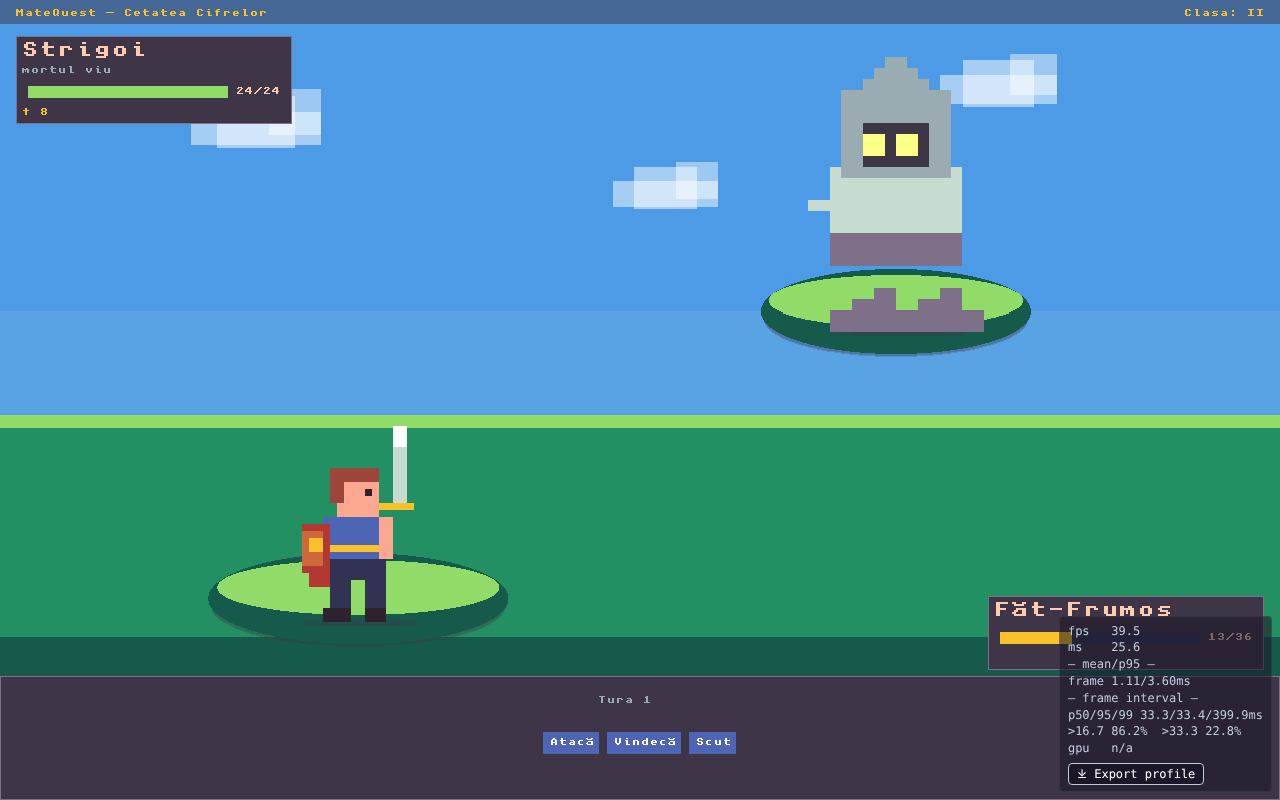 MateQuest — Cetatea Cifrelor
Clasa: II
Strigoi
mortul viu
24/24
† 8
Făt-Frumos
13/36
fps 39.5
ms 25.6
— mean/p95 —
frame 1.11/3.60ms
— frame interval —
p50/95/99 33.3/33.4/399.9ms
>16.7 86.2% >33.3 22.8%
gpu n/a
Export profile
Tura 1
Atacă Vindecă Scut